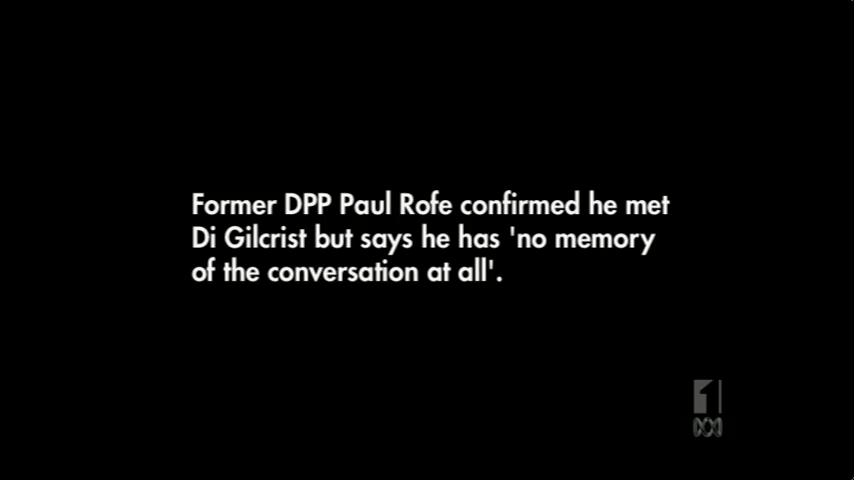 Former DPP Paul Rofe confirmed he met
Di Gilcrist but says he has 'no memory
of the conversation at all'.
1